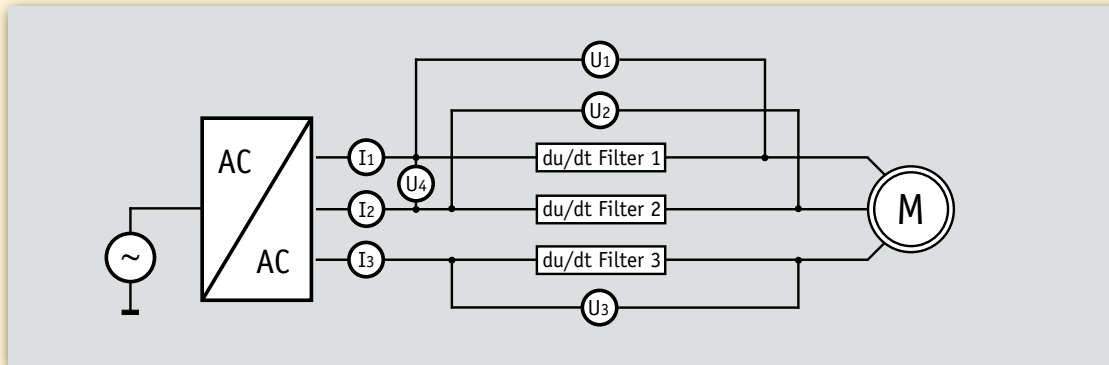 U1
U2
AC
I1
du/dt Filter 1
U4
I2
du/dt Filter 2
M
~
AC
I3
du/dt Filter 3
U3